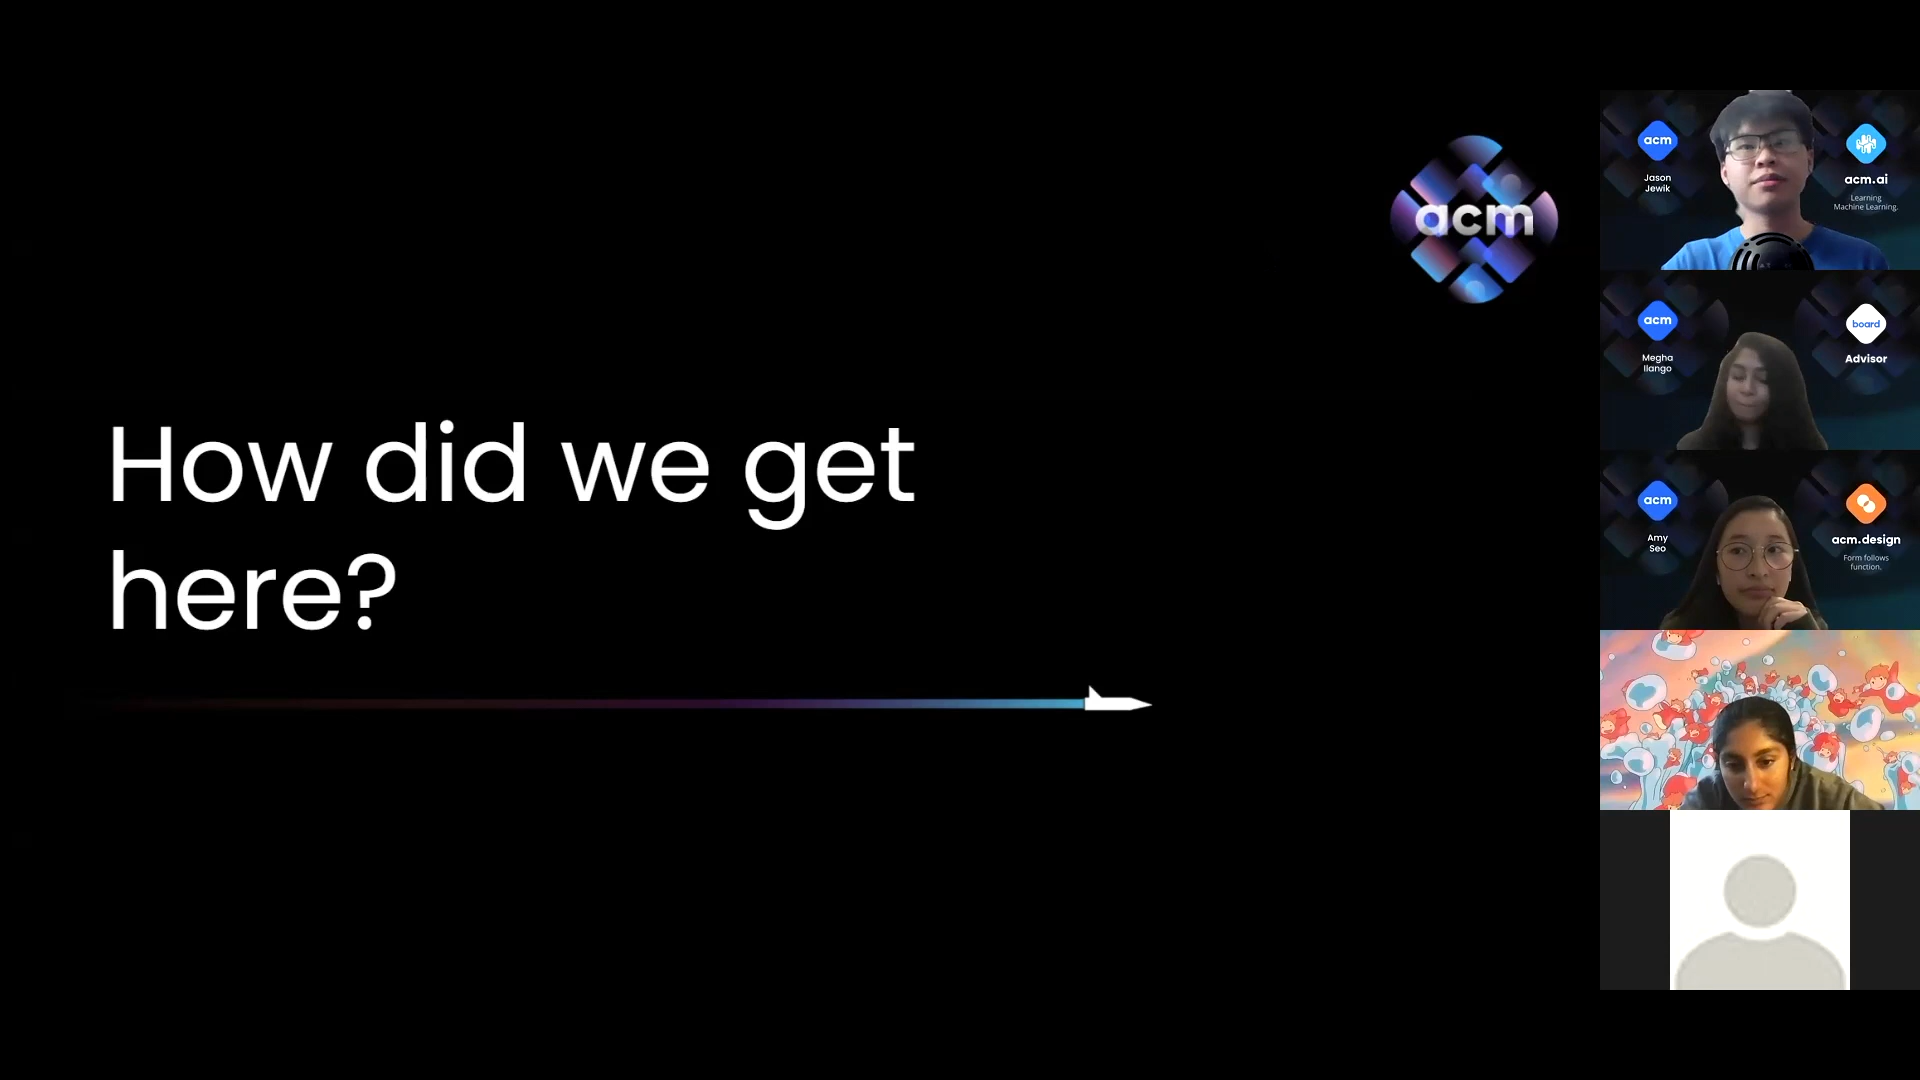 How did we get
here?
acm
acm
Jason
Jewik
acm.ai
Learning
Machine Learning.
acm
Megha
Ilango
board
Advisor
acm
Amy
Seo
acm.design
Form follows
function.